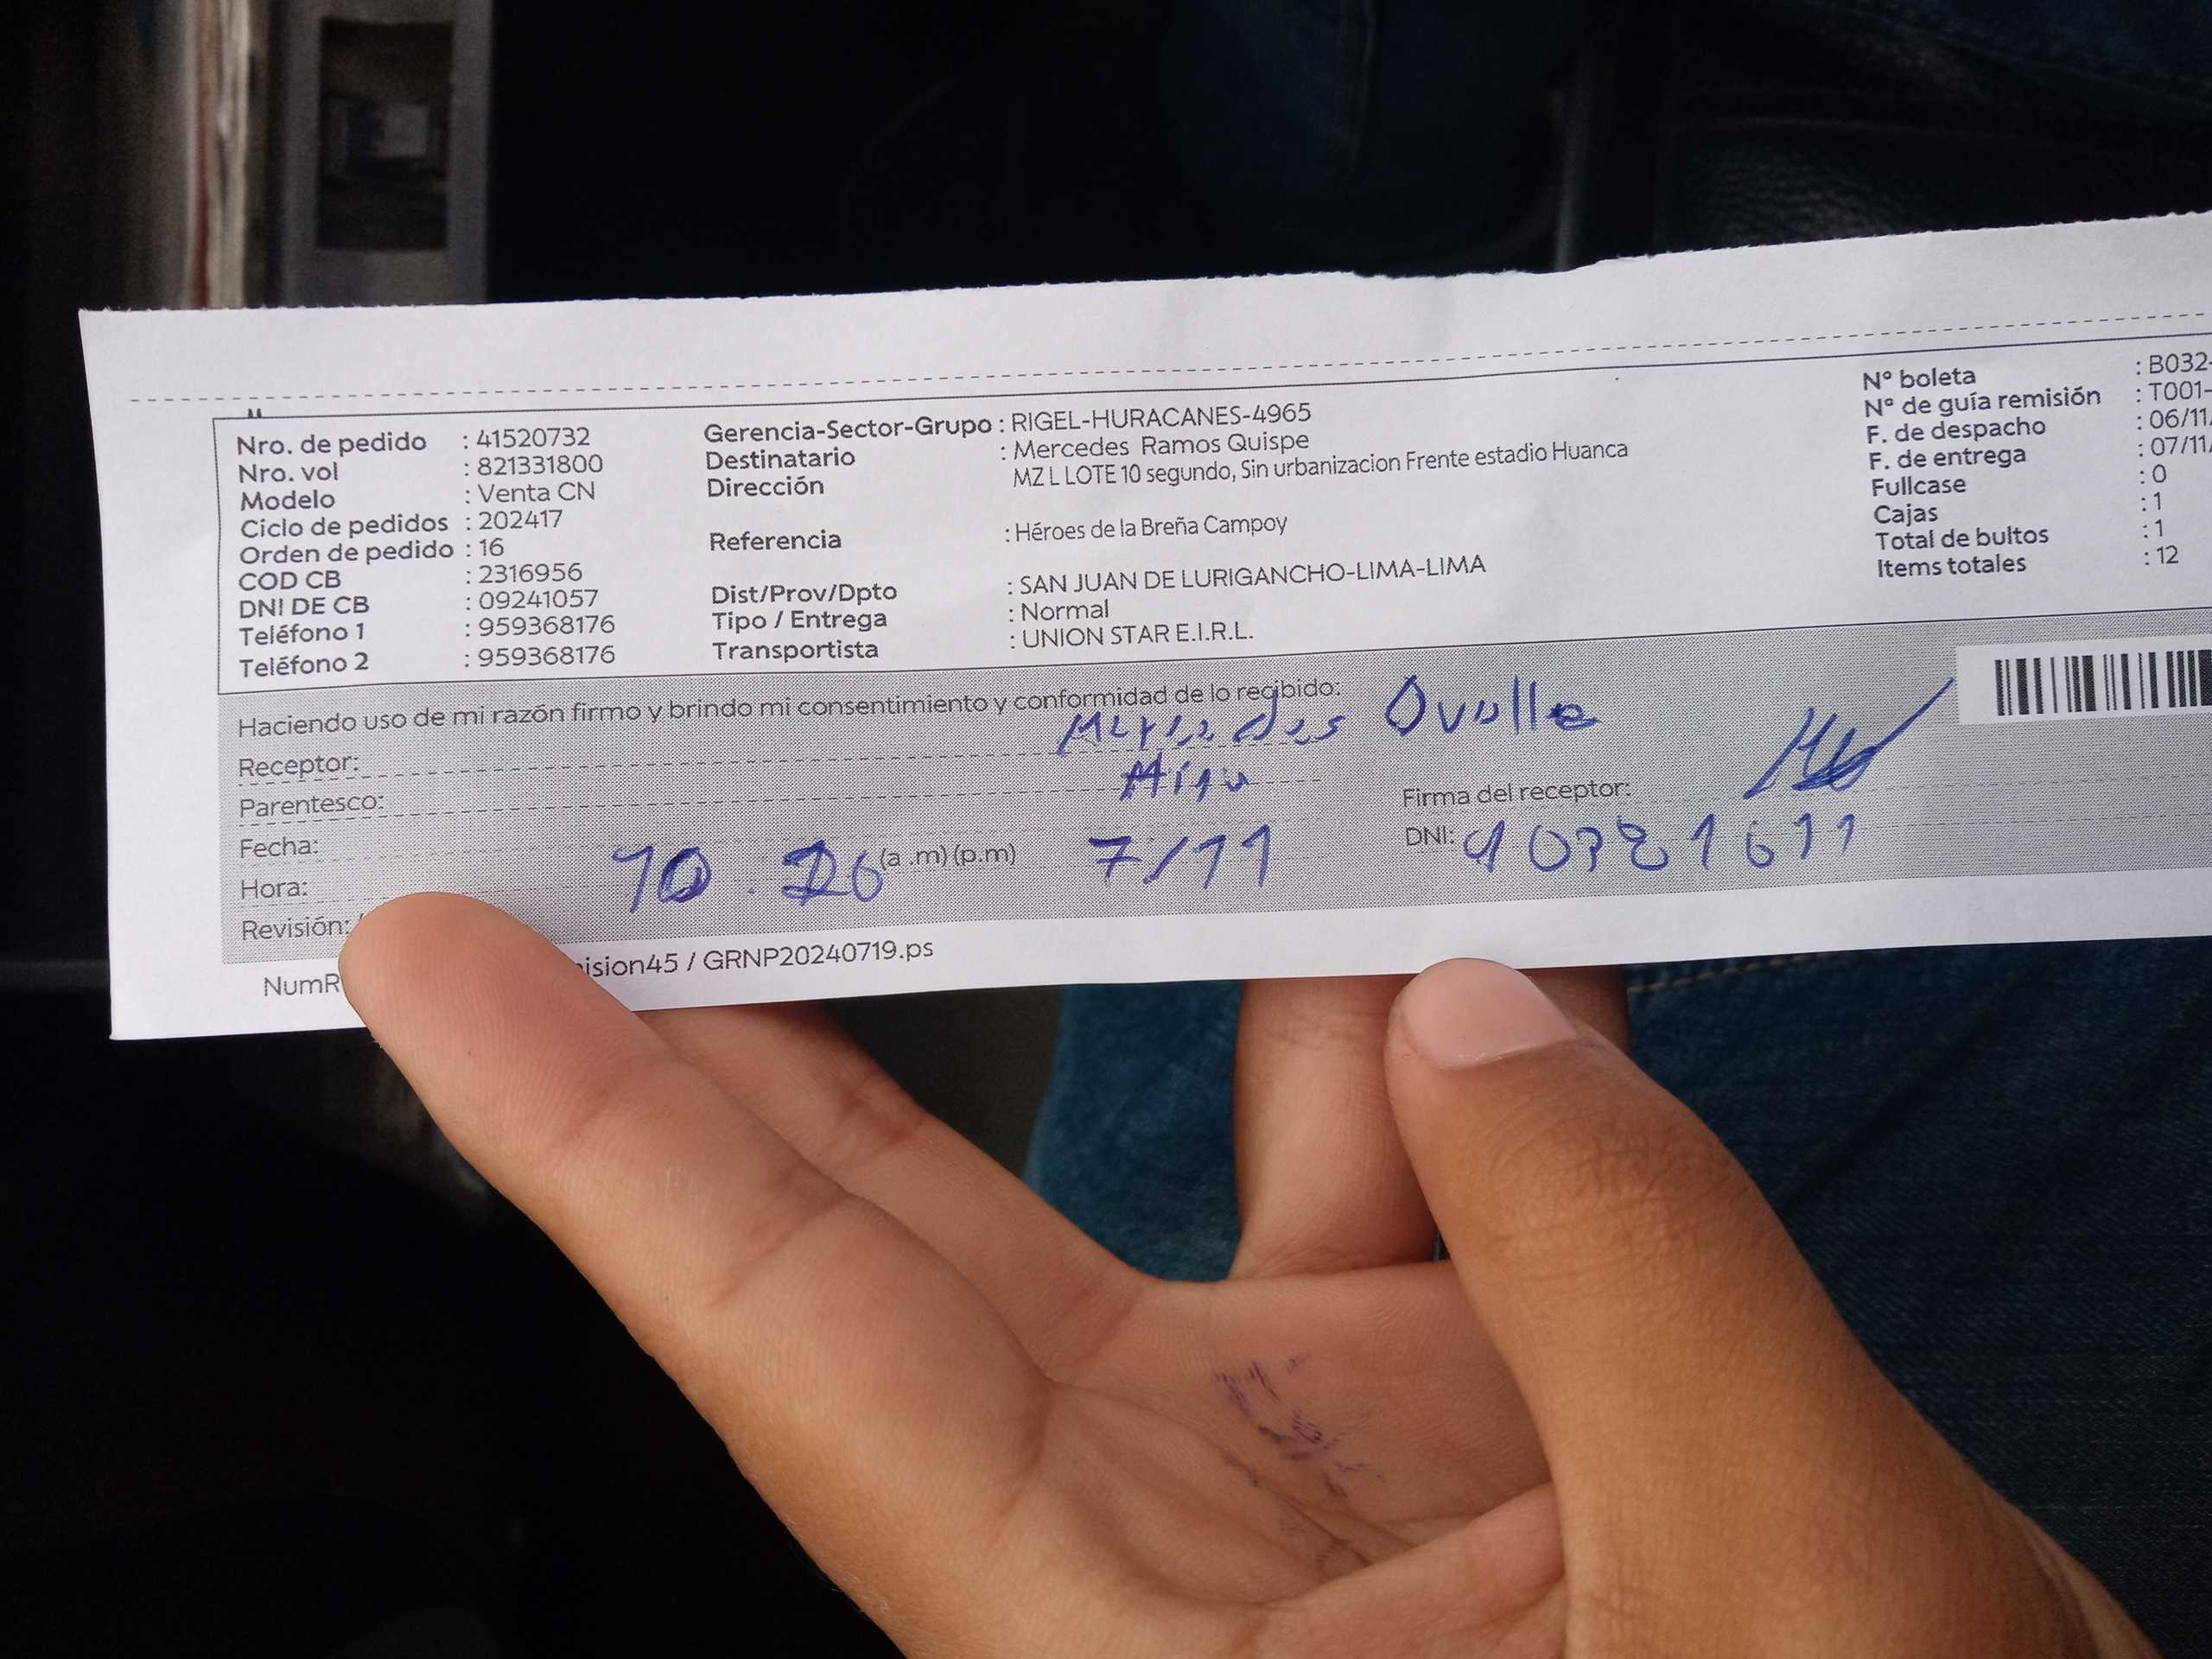 Nro. de pedido : 41520732
Nro. vol : 821331800
Modelo : Venta CN
Ciclo de pedidos : 202417
Orden de pedido : 16
COD CB : 2316956
DNI DE CB : 09241057
Teléfono 1 : 959368176
Teléfono 2 : 959368176
Gerencia-Sector-Grupo : RIGEL-HURACANES-4965
Destinatario : Mercedes Ramos Quispe
Dirección MZ L LOTE 10 segundo, Sin urbanizacion Frente estadio Huanca
Referencia : Héroes de la Breña Campoy
Dist/Prov/Dpto : SAN JUAN DE LURIGANCHO-LIMA-LIMA
Tipo / Entrega : Normal
Transportista : UNION STAR E.I.R.L.
Nº boleta : B032-
Nº de guía remisión : T001-
F. de despacho : 06/11
F. de entrega : 07/11
Fullcase : 0
Cajas : 1
Total de bultos : 1
Items totales : 12
Haciendo uso de mi razón firmo y brindo mi consentimiento y conformidad de lo recibido:
Receptor: Mercedes Ovalle
Parentesco:
Firma del receptor:
Fecha: 7/11
DNI:
Hora: 10 (a .m) (p.m)
Revisión:
NumR ision45 / GRNP20240719.ps